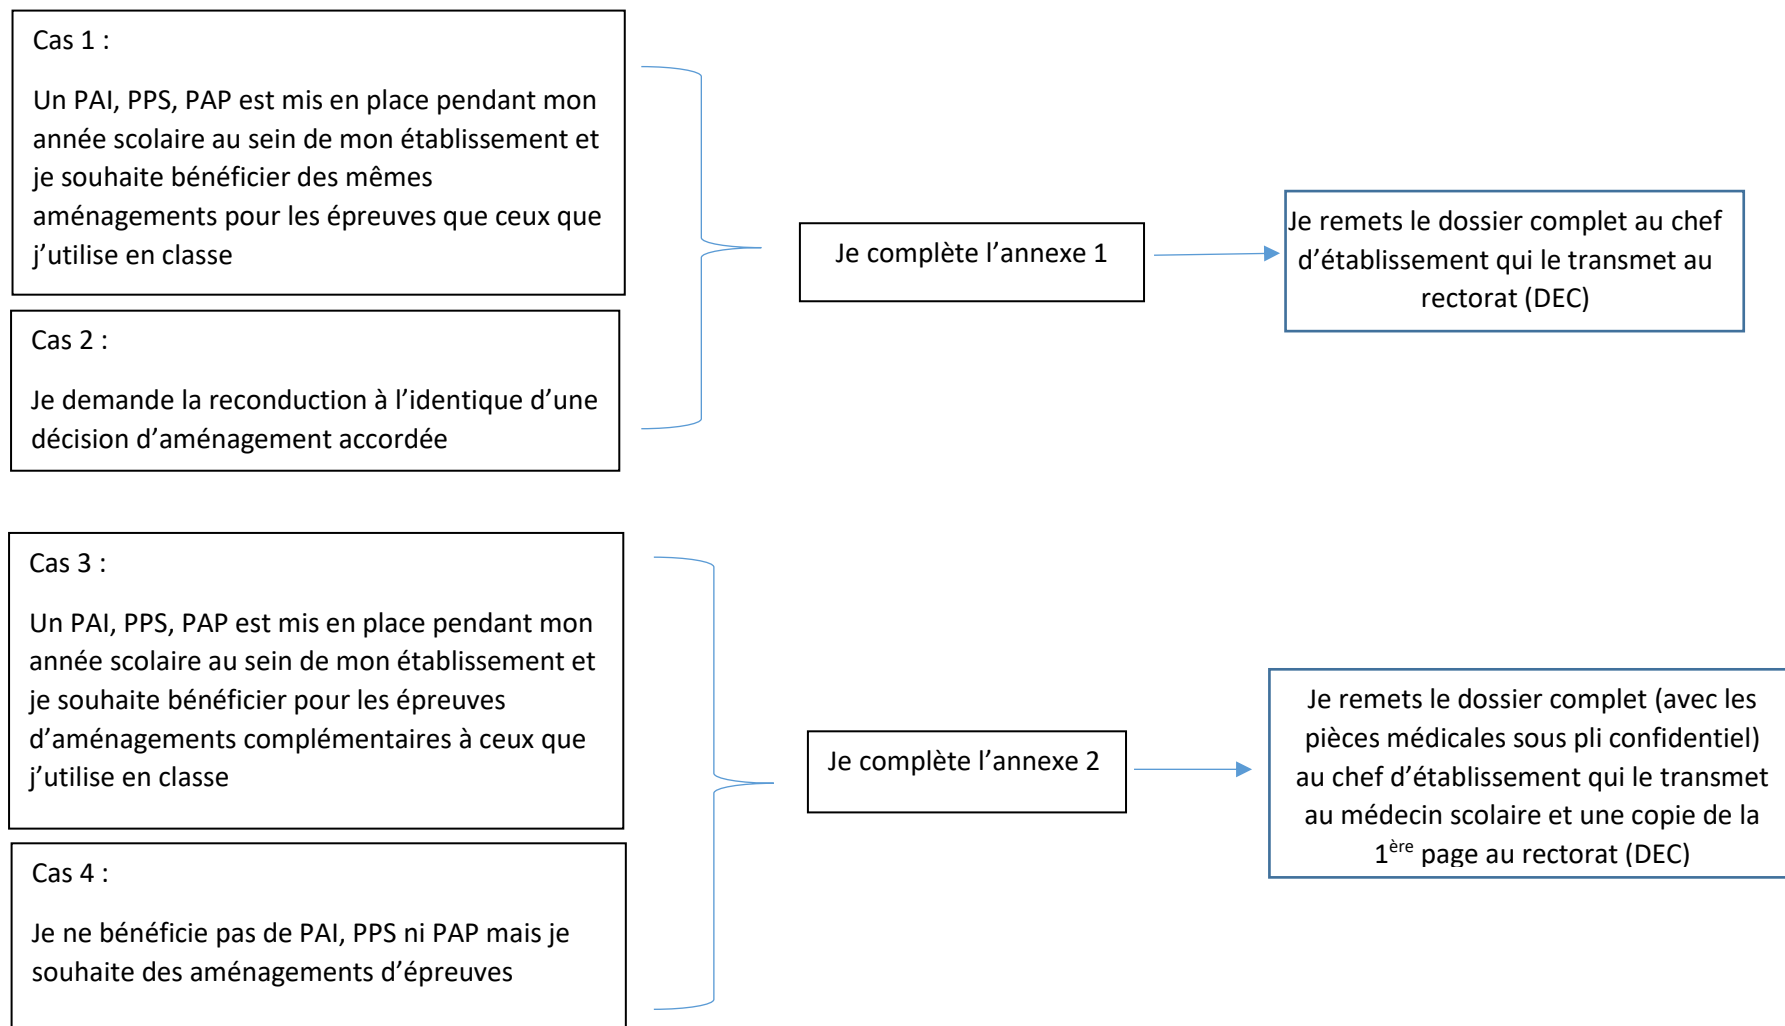 Cas 1 :
Un PAI, PPS, PAP est mis en place pendant mon
année scolaire au sein de mon établissement et
je souhaite bénéficier des mêmes
aménagements pour les épreuves que ceux que
j’utilise en classe
Cas 2 :
Je demande la reconduction à l’identique d’une
décision d’aménagement accordée
Je complète l’annexe 1
Je remets le dossier complet au chef
d’établissement qui le transmet au
rectorat (DEC)
Cas 3 :
Un PAI, PPS, PAP est mis en place pendant mon
année scolaire au sein de mon établissement et
je souhaite bénéficier pour les épreuves
d’aménagements complémentaires à ceux que
j’utilise en classe
Cas 4 :
Je ne bénéficie pas de PAI, PPS ni PAP mais je
souhaite des aménagements d’épreuves
Je complète l’annexe 2
Je remets le dossier complet (avec les
pièces médicales sous pli confidentiel)
au chef d’établissement qui le transmet
au médecin scolaire et une copie de la
1ère page au rectorat (DEC)